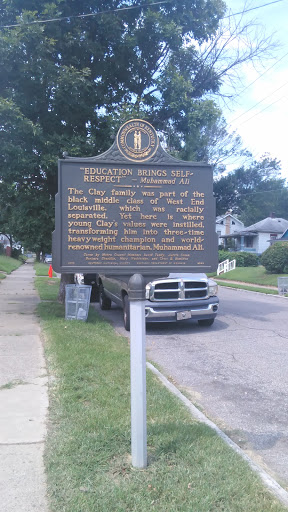 "EDUCATION BRINGS SELF-
RESPECT" — Muhammad Ali
The Clay family was part of the
black middle class of West End
Louisville, which was racially
separated. Yet here is where
young Clay's values were instilled,
transforming him into three-time
heavyweight champion and world
renowned humanitarian, Muhammad Ali.